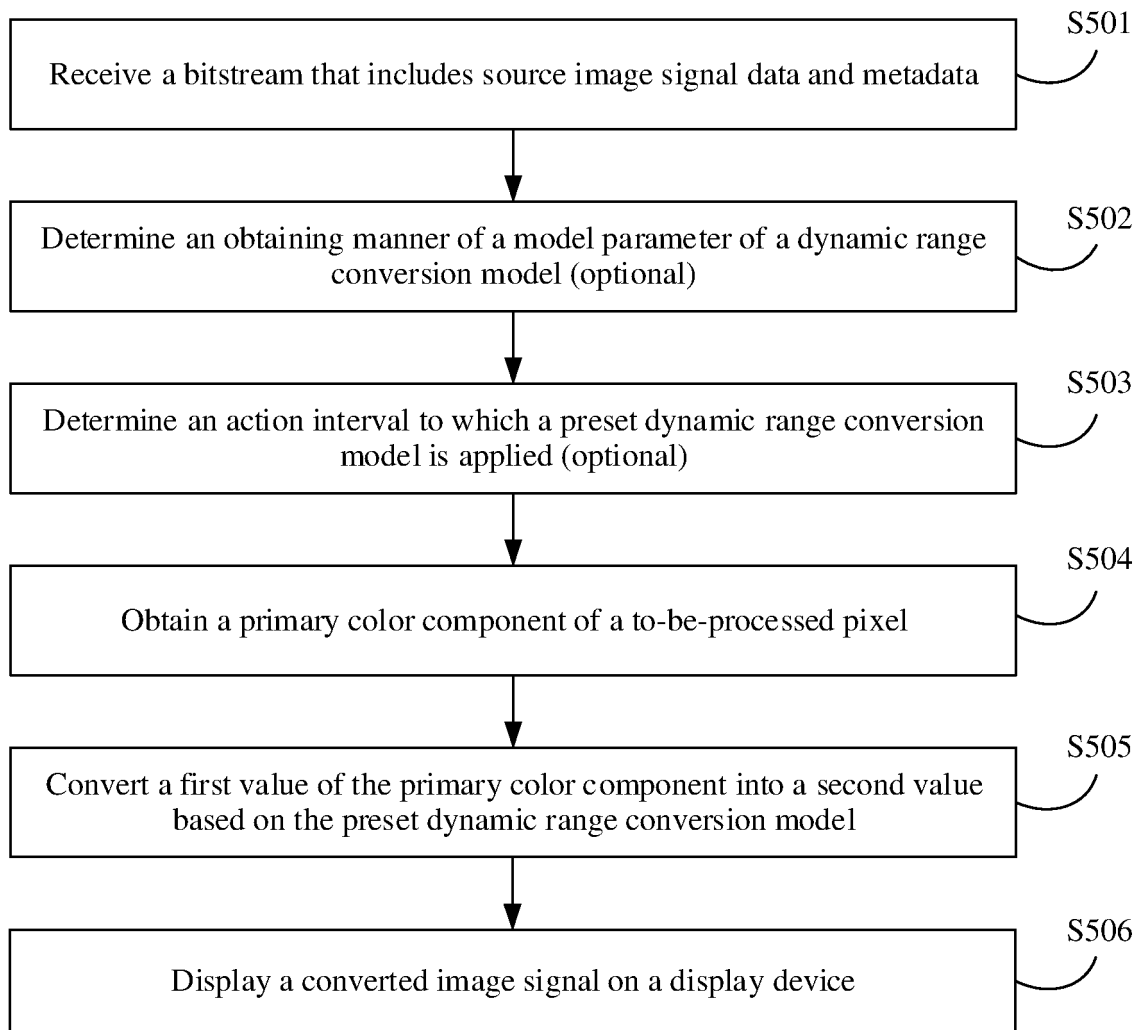 S501
Receive a bitstream that includes source image signal data and metadata
S502
Determine an obtaining manner of a model parameter of a dynamic range
conversion model (optional)
S503
Determine an action interval to which a preset dynamic range conversion
model is applied (optional)
S504
Obtain a primary color component of a to-be-processed pixel
S505
Convert a first value of the primary color component into a second value
based on the preset dynamic range conversion model
S506
Display a converted image signal on a display device